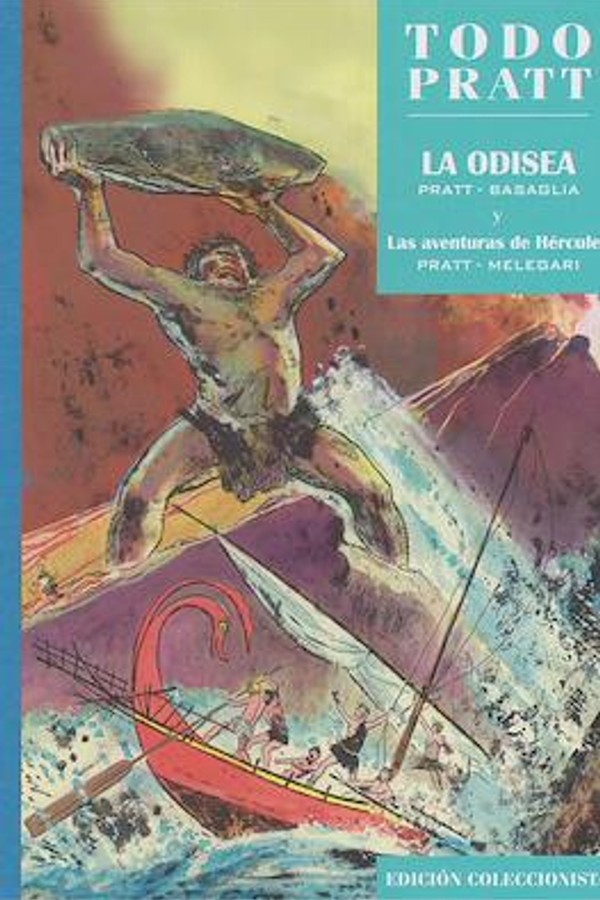 TODO
PRATT
LA ODISEA
PRATT - BASAGLIA
y
Las aventuras de Hércule
PRATT - MELEGARI
EDICIÓN COLECCIONIST